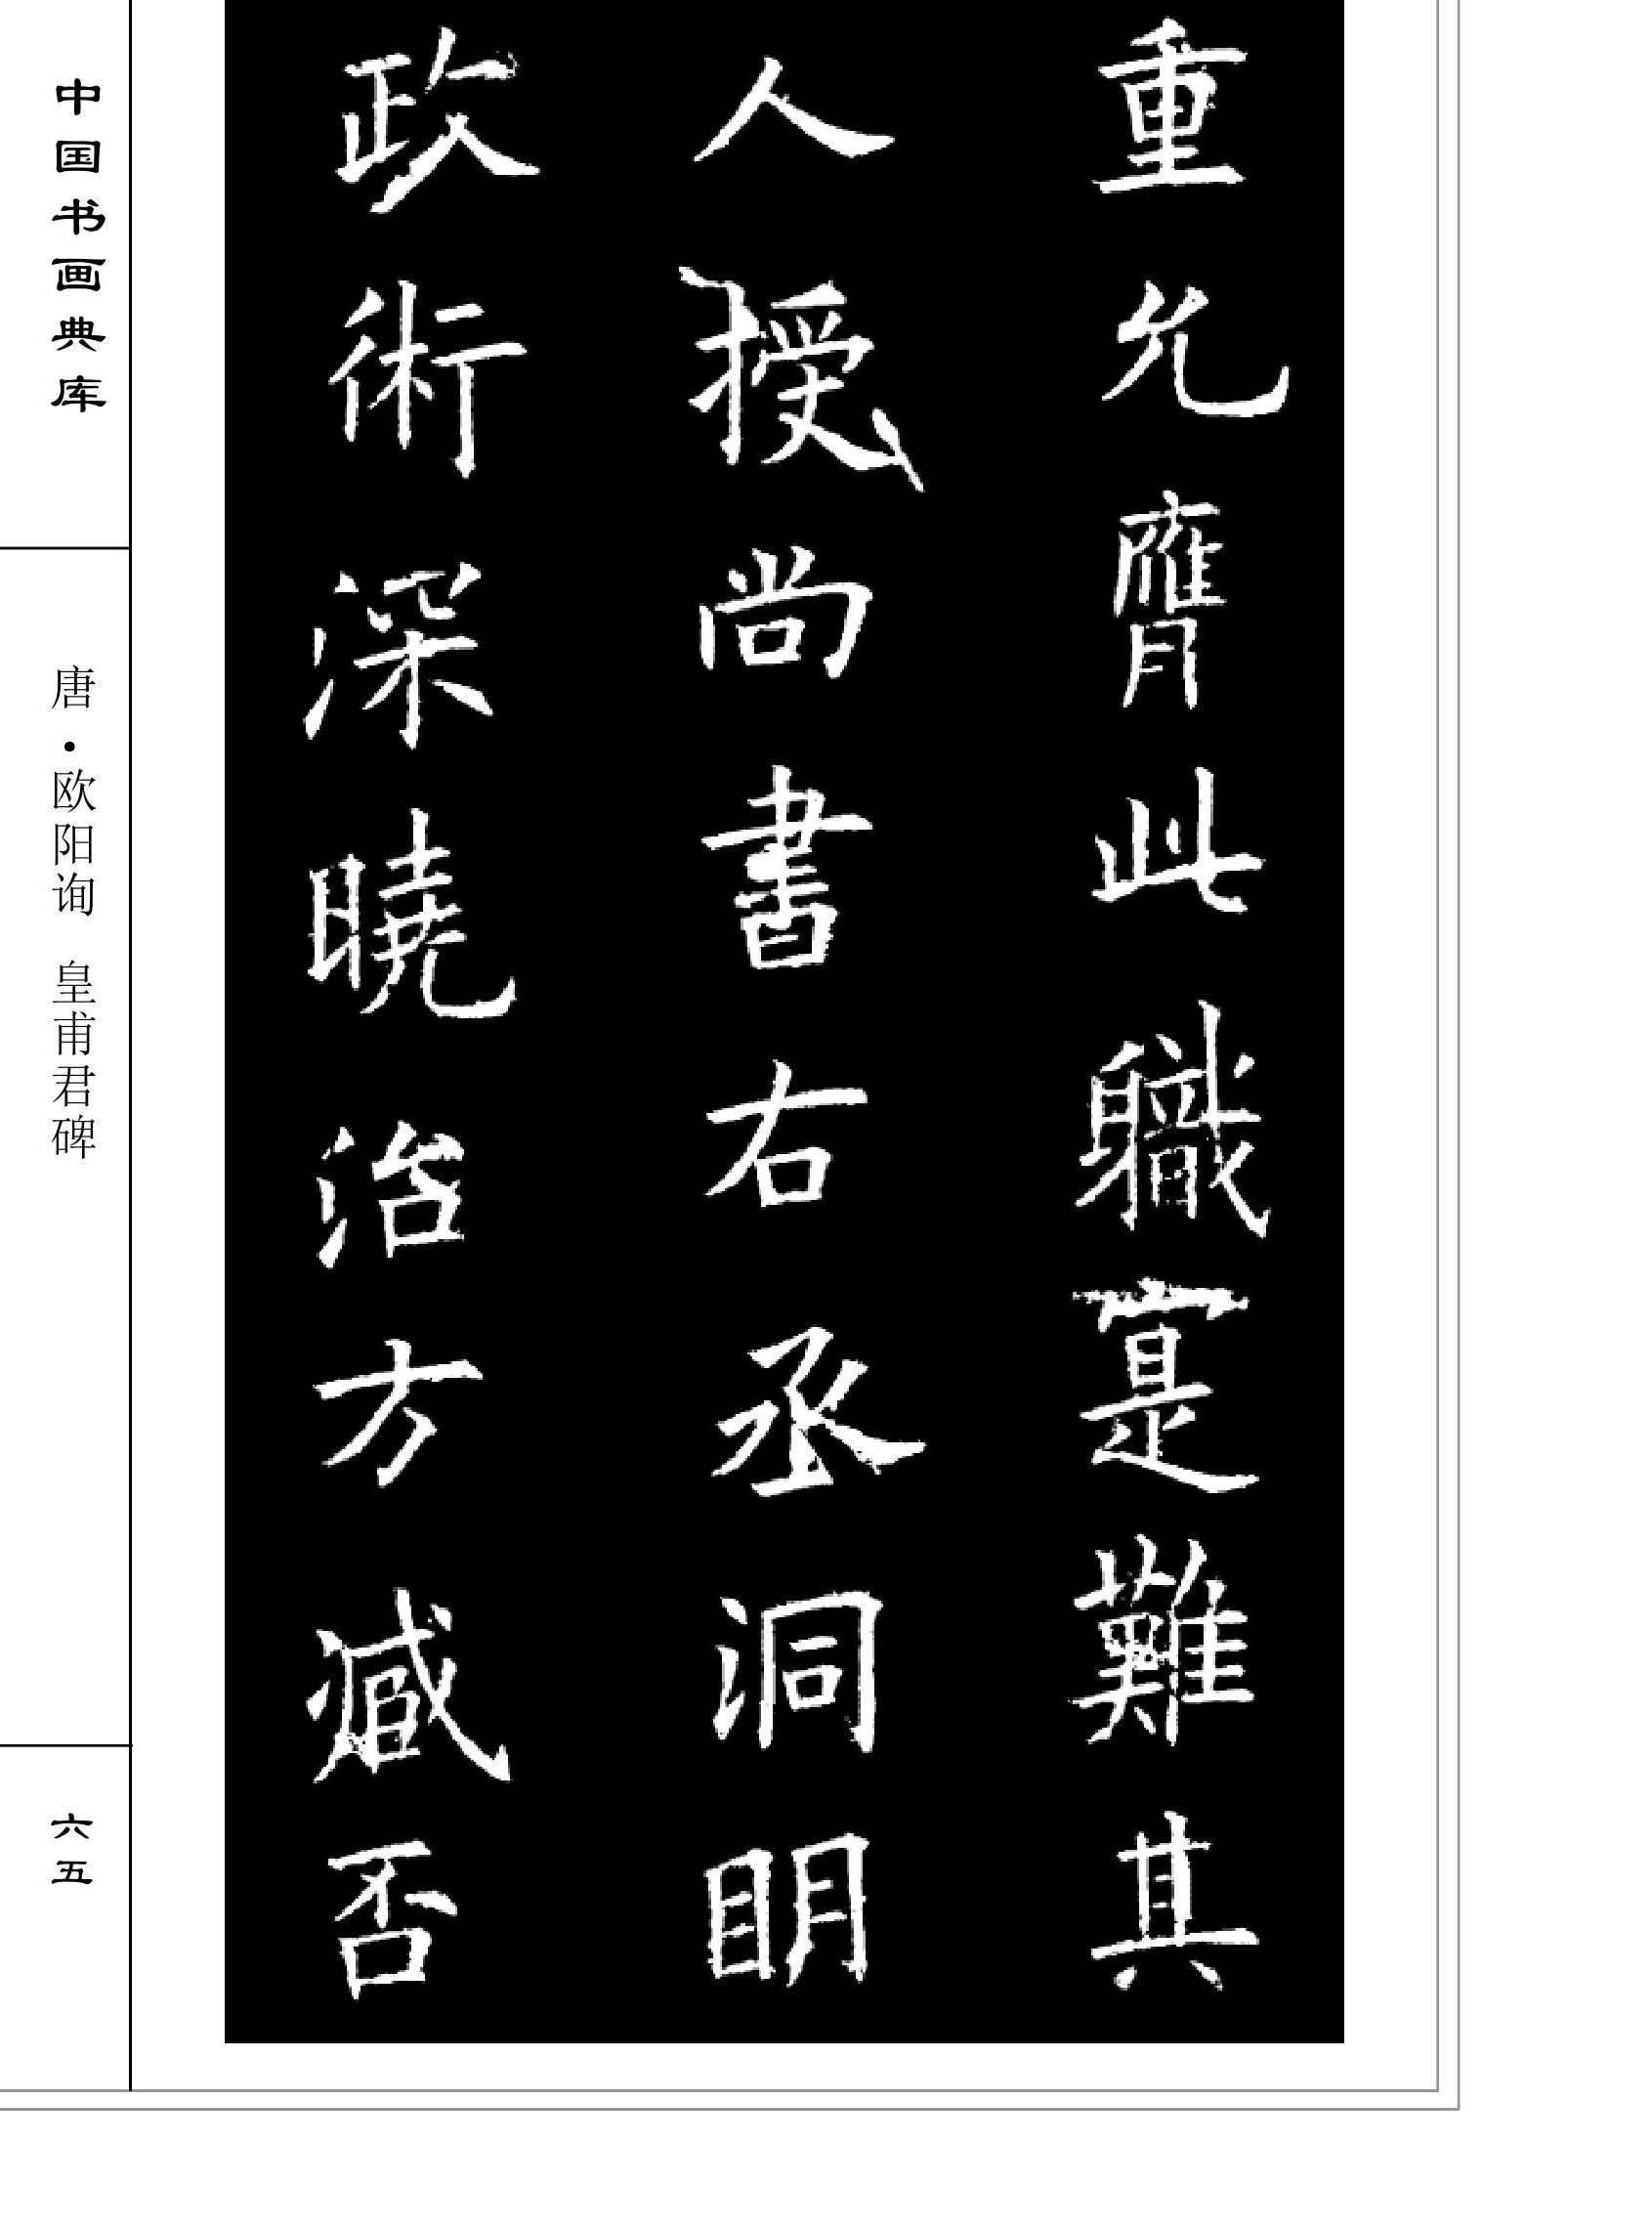 重允膺此職寔難其
人授尚書右丞洞明
政術深曉治方臧否
中国书画典库
唐·欧阳询 皇甫君碑
六五